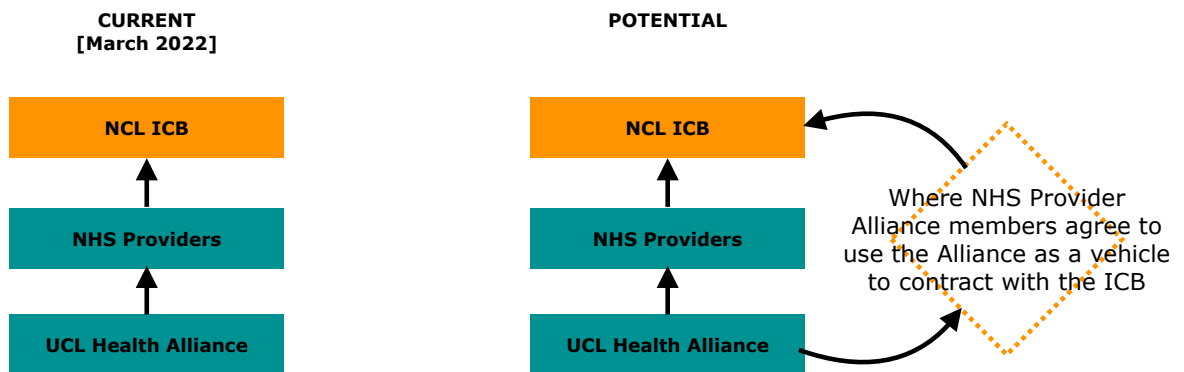 CURRENT
[March 2022]
NCL ICB
NHS Providers
UCL Health Alliance
POTENTIAL
NCL ICB
NHS Providers
UCL Health Alliance
Where NHS Provider
Alliance members agree to
use the Alliance as a vehicle
to contract with the ICB